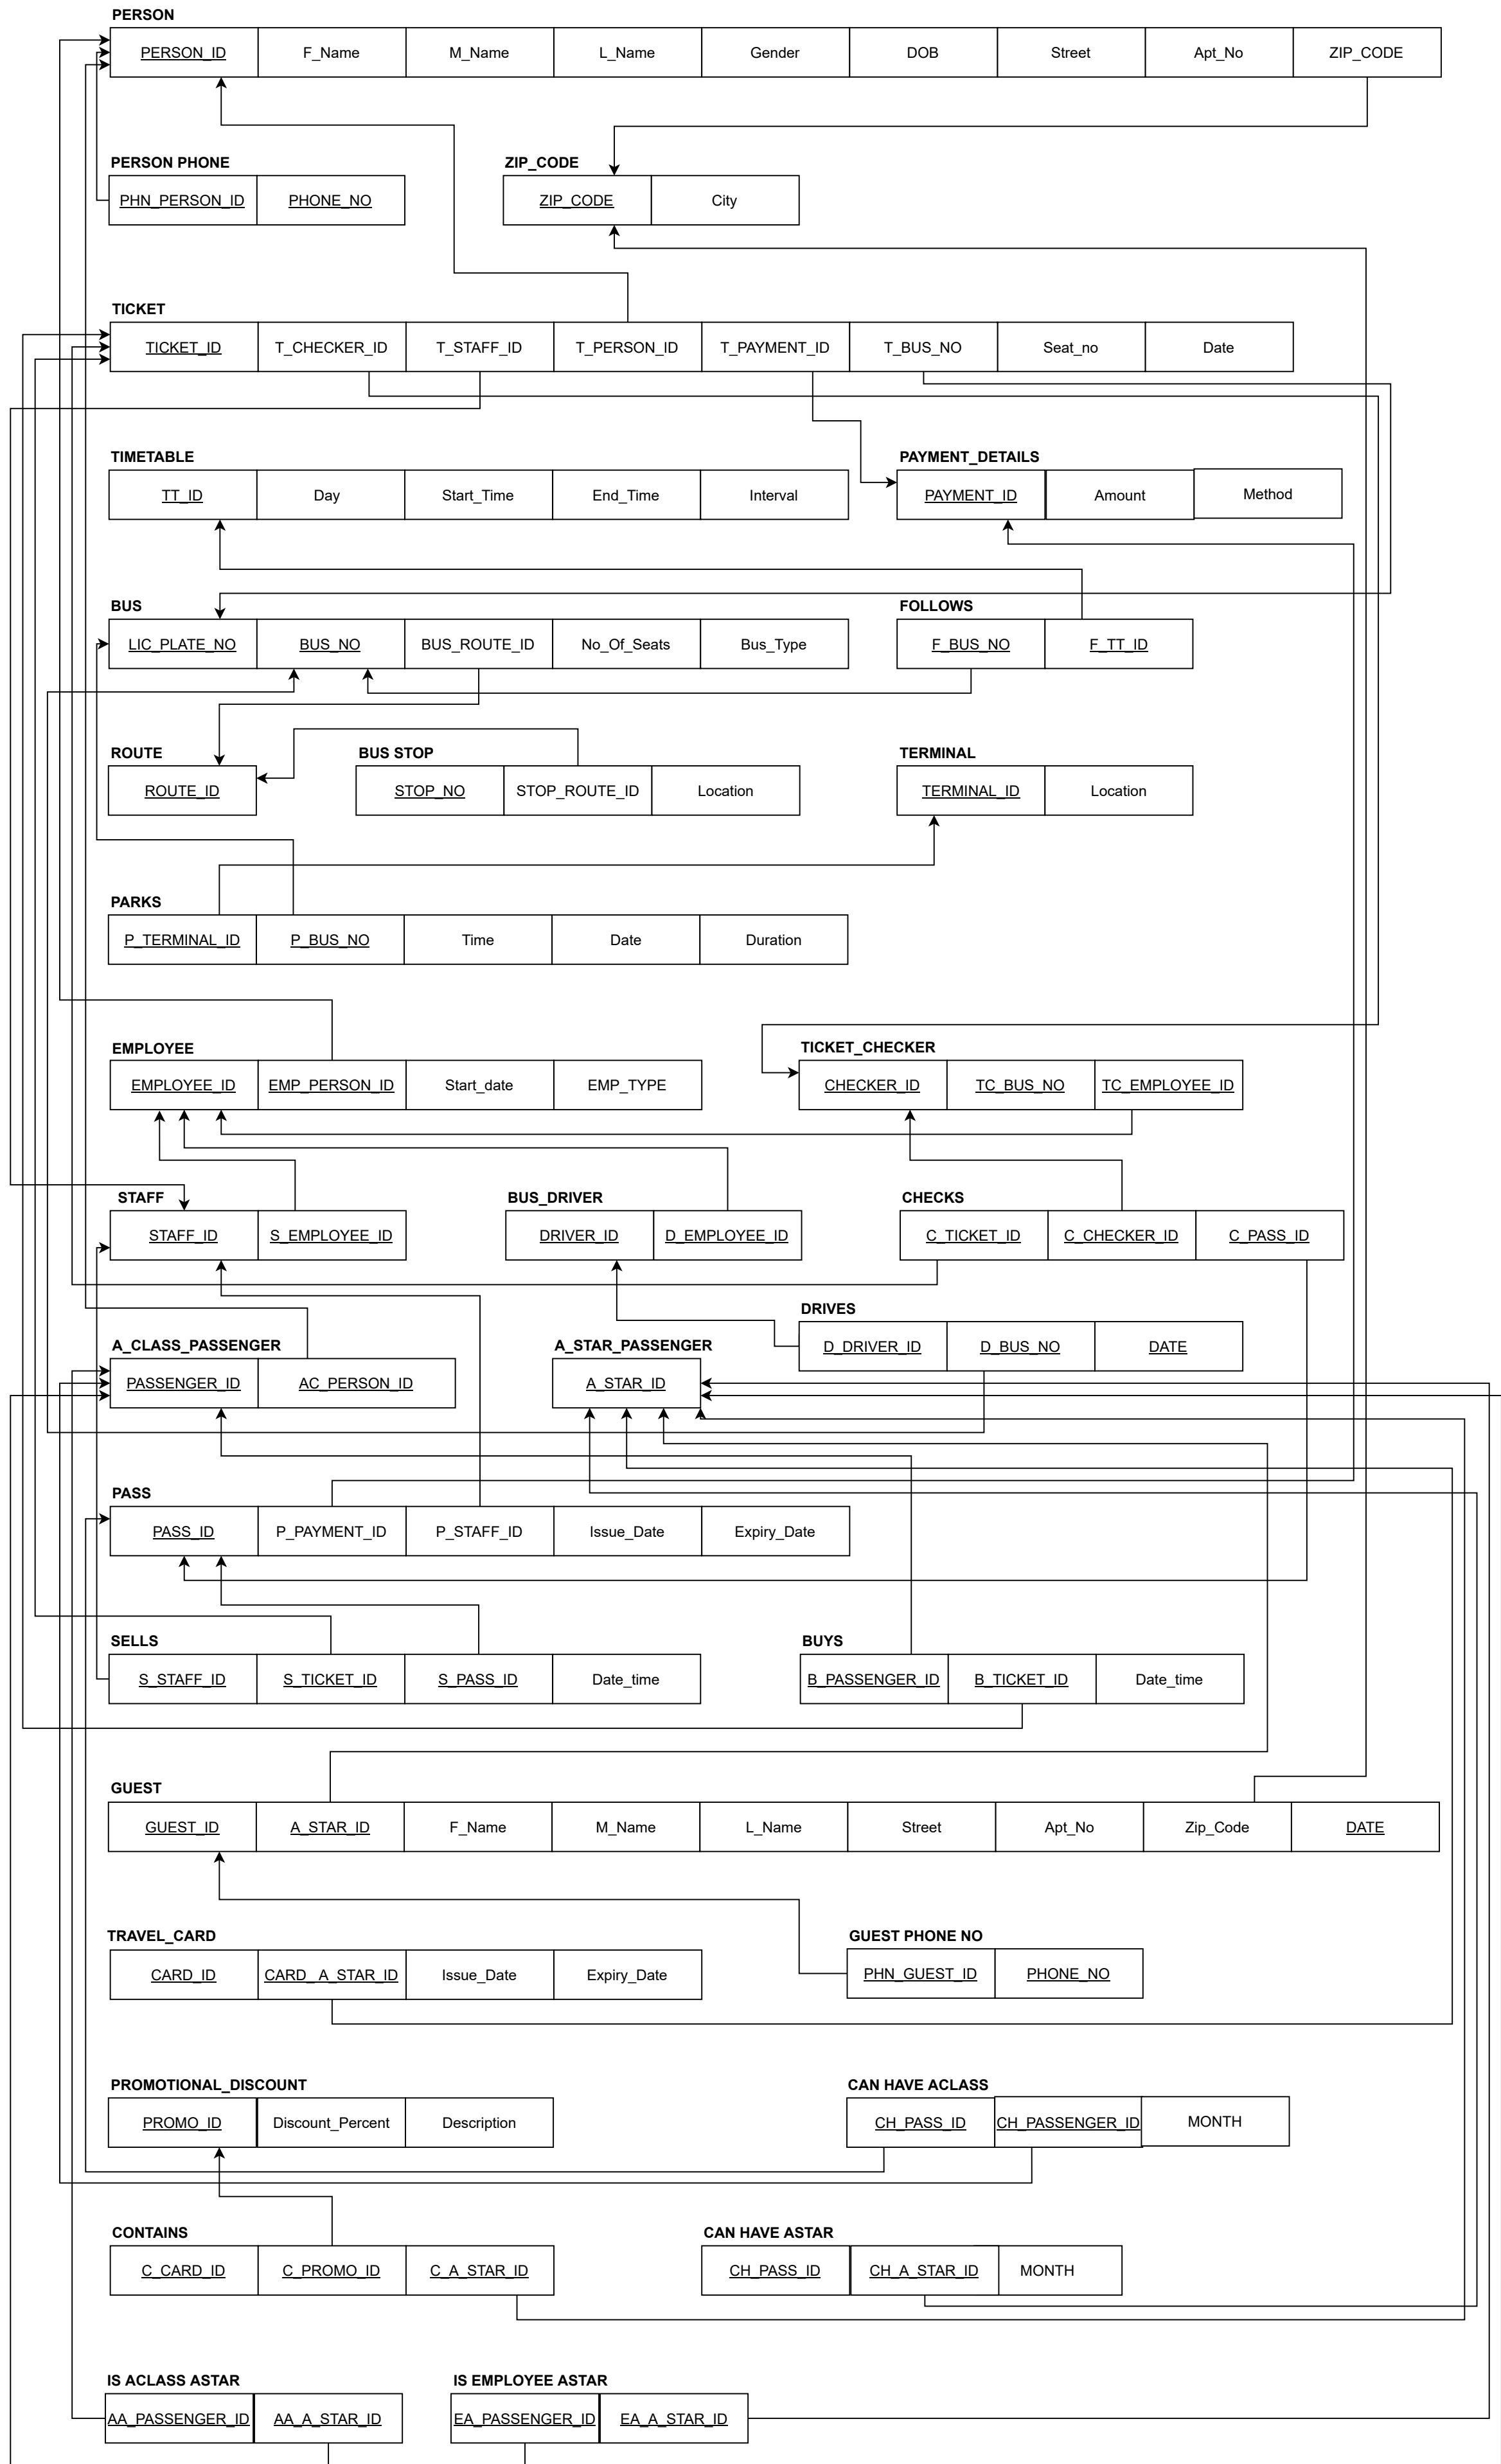 PERSON
PERSON_ID F_Name M_Name L_Name Gender DOB Street Apt_No ZIP_CODE
PERSON PHONE ZIP_CODE
PHN_PERSON_ID PHONE_NO ZIP_CODE City
TICKET
TICKET_ID T_CHECKER_ID T_STAFF_ID T_PERSON_ID T_PAYMENT_ID T_BUS_NO Seat_no Date
TIMETABLE PAYMENT_DETAILS
TT_ID Day Start_Time End_Time Interval PAYMENT_ID Amount Method
BUS FOLLOWS
LIC_PLATE_NO BUS_NO BUS_ROUTE_ID No_Of_Seats Bus_Type F_BUS_NO F_TT_ID
ROUTE BUS STOP TERMINAL
ROUTE_ID STOP_NO STOP_ROUTE_ID Location TERMINAL_ID Location
PARKS
P_TERMINAL_ID P_BUS_NO Time Date Duration
EMPLOYEE TICKET_CHECKER
EMPLOYEE_ID EMP_PERSON_ID Start_date EMP_TYPE CHECKER_ID TC_BUS_NO TC_EMPLOYEE_ID
STAFF BUS_DRIVER CHECKS
STAFF_ID S_EMPLOYEE_ID DRIVER_ID D_EMPLOYEE_ID C_TICKET_ID C_CHECKER_ID C_PASS_ID
DRIVES
D_DRIVER_ID D_BUS_NO DATE
A_CLASS_PASSENGER A_STAR_PASSENGER
PASSENGER_ID AC_PERSON_ID A_STAR_ID
PASS
PASS_ID P_PAYMENT_ID P_STAFF_ID Issue_Date Expiry_Date
SELLS BUYS
S_STAFF_ID S_TICKET_ID S_PASS_ID Date_time B_PASSENGER_ID B_TICKET_ID Date_time
GUEST
GUEST_ID A_STAR_ID F_Name M_Name L_Name Street Apt_No Zip_Code DATE
TRAVEL_CARD GUEST PHONE NO
CARD_ID CARD_ A_STAR_ID Issue_Date Expiry_Date PHN_GUEST_ID PHONE_NO
PROMOTIONAL_DISCOUNT CAN HAVE ACLASS
PROMO_ID Discount_Percent Description CH_PASS_ID CH_PASSENGER_ID MONTH
CONTAINS CAN HAVE ASTAR
C_CARD_ID C_PROMO_ID C_A_STAR_ID CH_PASS_ID CH_A_STAR_ID MONTH
IS ACLASS ASTAR IS EMPLOYEE ASTAR
AA_PASSENGER_ID AA_A_STAR_ID EA_PASSENGER_ID EA_A_STAR_ID